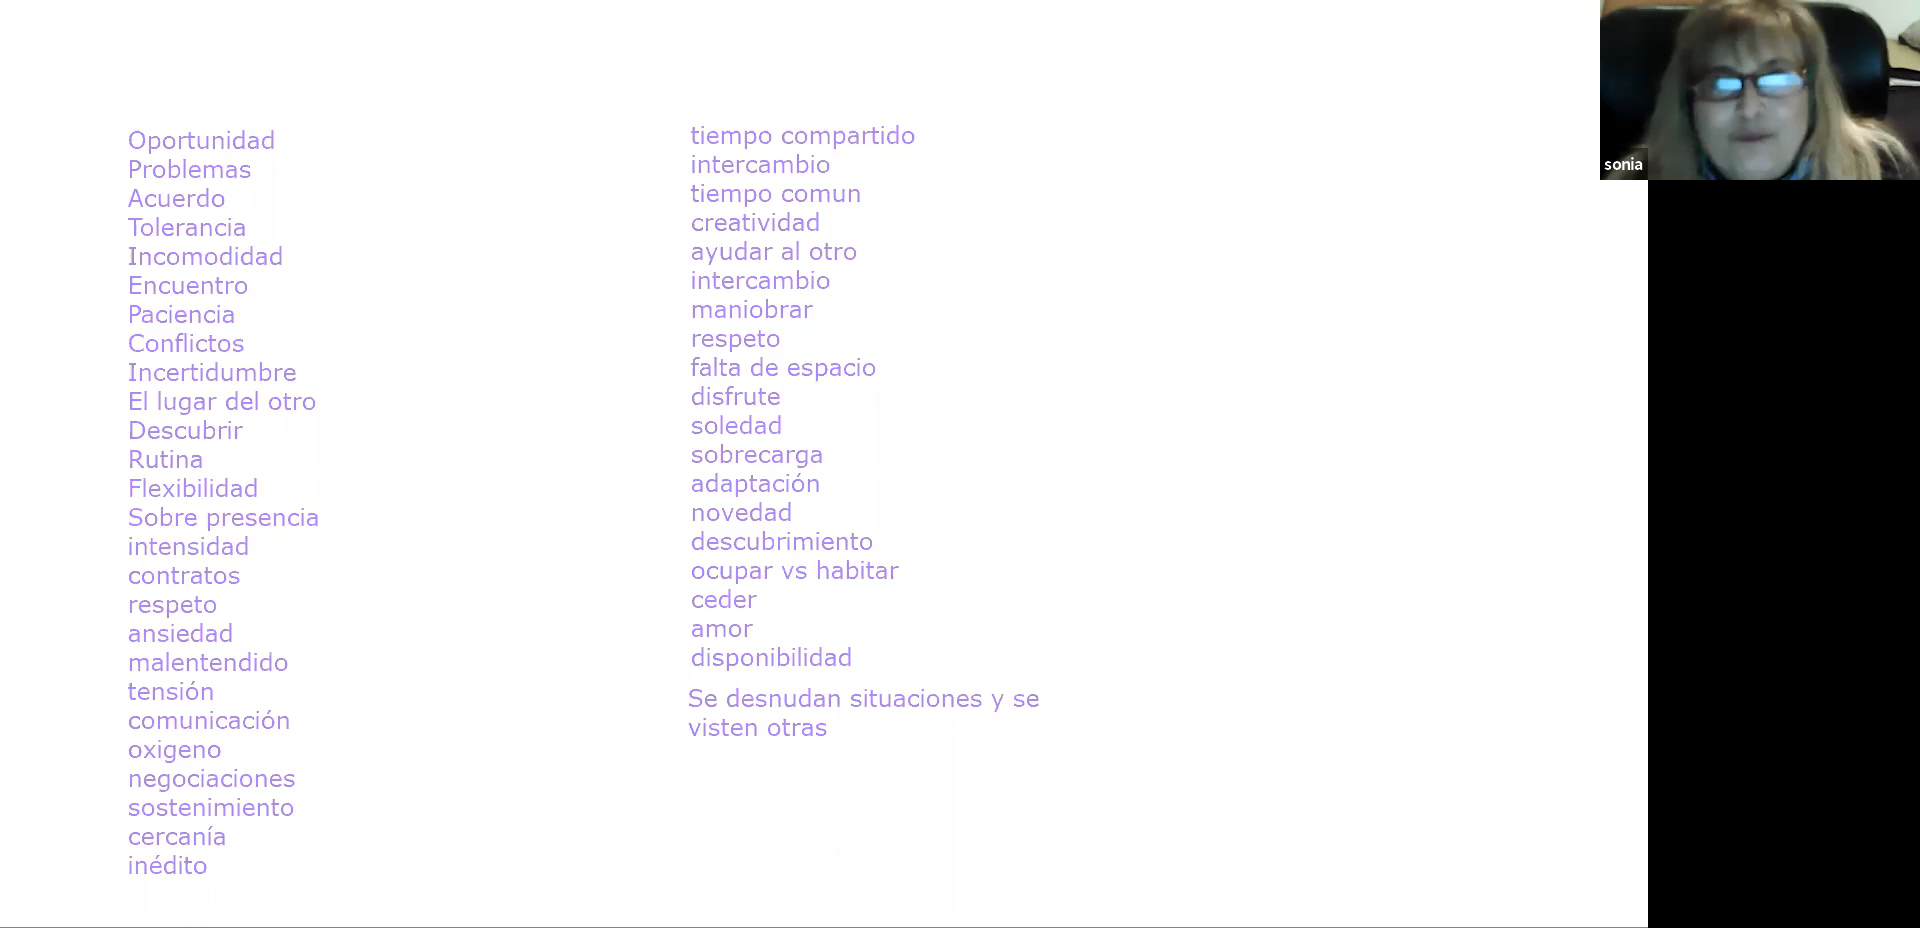 Oportunidad
Problemas
Acuerdo
Tolerancia
Incomodidad
Encuentro
Paciencia
Conflictos
Incertidumbre
El lugar del otro
Descubrir
Rutina
Flexibilidad
Sobre presencia
intensidad
contratos
respeto
ansiedad
malentendido
tensión
comunicación
oxigeno
negociaciones
sostenimiento
cercanía
inédito
tiempo compartido
intercambio
tiempo comun
creatividad
ayudar al otro
intercambio
maniobrar
respeto
falta de espacio
disfrute
soledad
sobrecarga
adaptación
novedad
descubrimiento
ocupar vs habitar
ceder
amor
disponibilidad
Se desnudan situaciones y se
visten otras
sonia